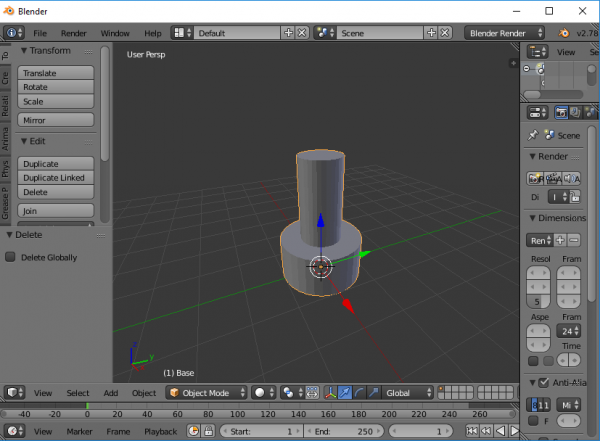 Blender
File Render Window Help Default Scene Blender Render v2.78
To
Cre
Relati
Anima
Phys
Grease P
Transform
Translate
Rotate
Scale
Mirror
Edit
Duplicate
Duplicate Linked
Delete
Join
Delete
Delete Globally
User Persp
z
y
(1) Base
View Select Add Object Object Mode Global
-40 -20 0 20 40 60 80 100 120 140 160 180 200 220 240 260
View Marker Frame Playback Start: 1 End: 250 1
View Se
Scene
Render
R A A
Di I
Dimensions
Ren
Resol Fram
5
Aspe Fram
24
Time
Anti-Alia
11 Mi